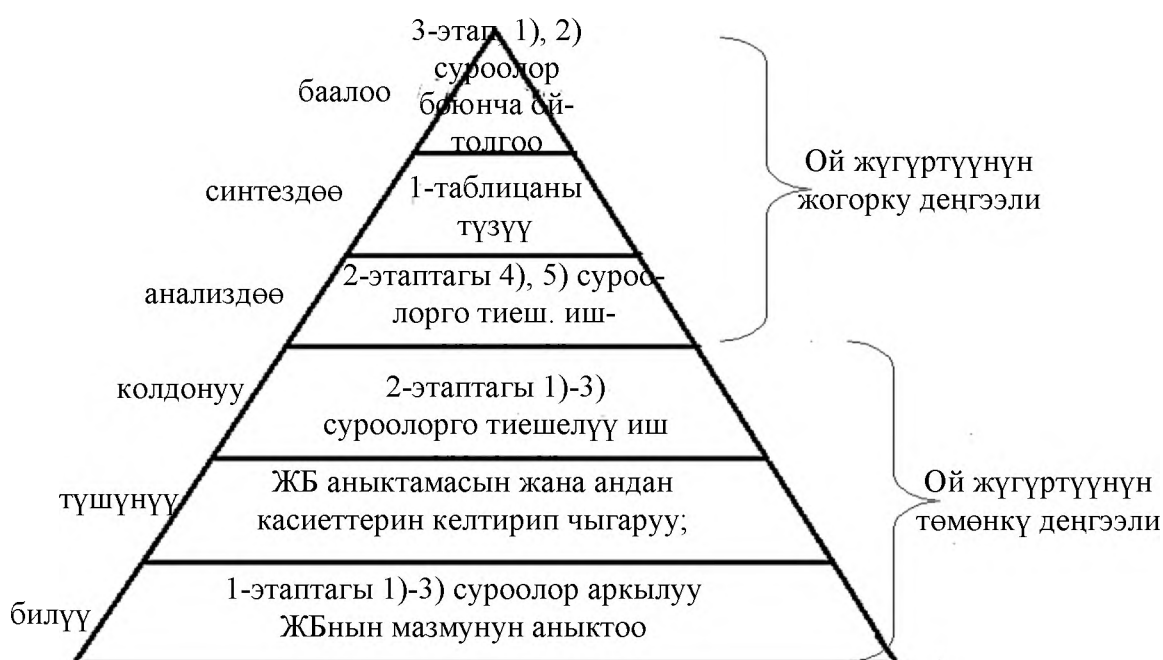 3-этап, 1), 2)
суроолор
боюнча ой-
толгоо
баалоо
1-таблицаны
түзүү
синтездөө
2-этаптагы 4), 5) суроо-
лорго тиеш. иш-
анализдөө
Ой жүгүртүүнүн
жогорку деңгээли
2-этаптагы 1)-3)
суроолорго тиешелүү иш
колдонуу
ЖБ аныктамасын жана андан
касиеттерин келтирип чыгаруу;
түшүнүү
1-этаптагы 1)-3) суроолор аркылуу
ЖБнын мазмунун аныктоо
билүү
Ой жүгүртүүнүн
төмөнкү деңгээли